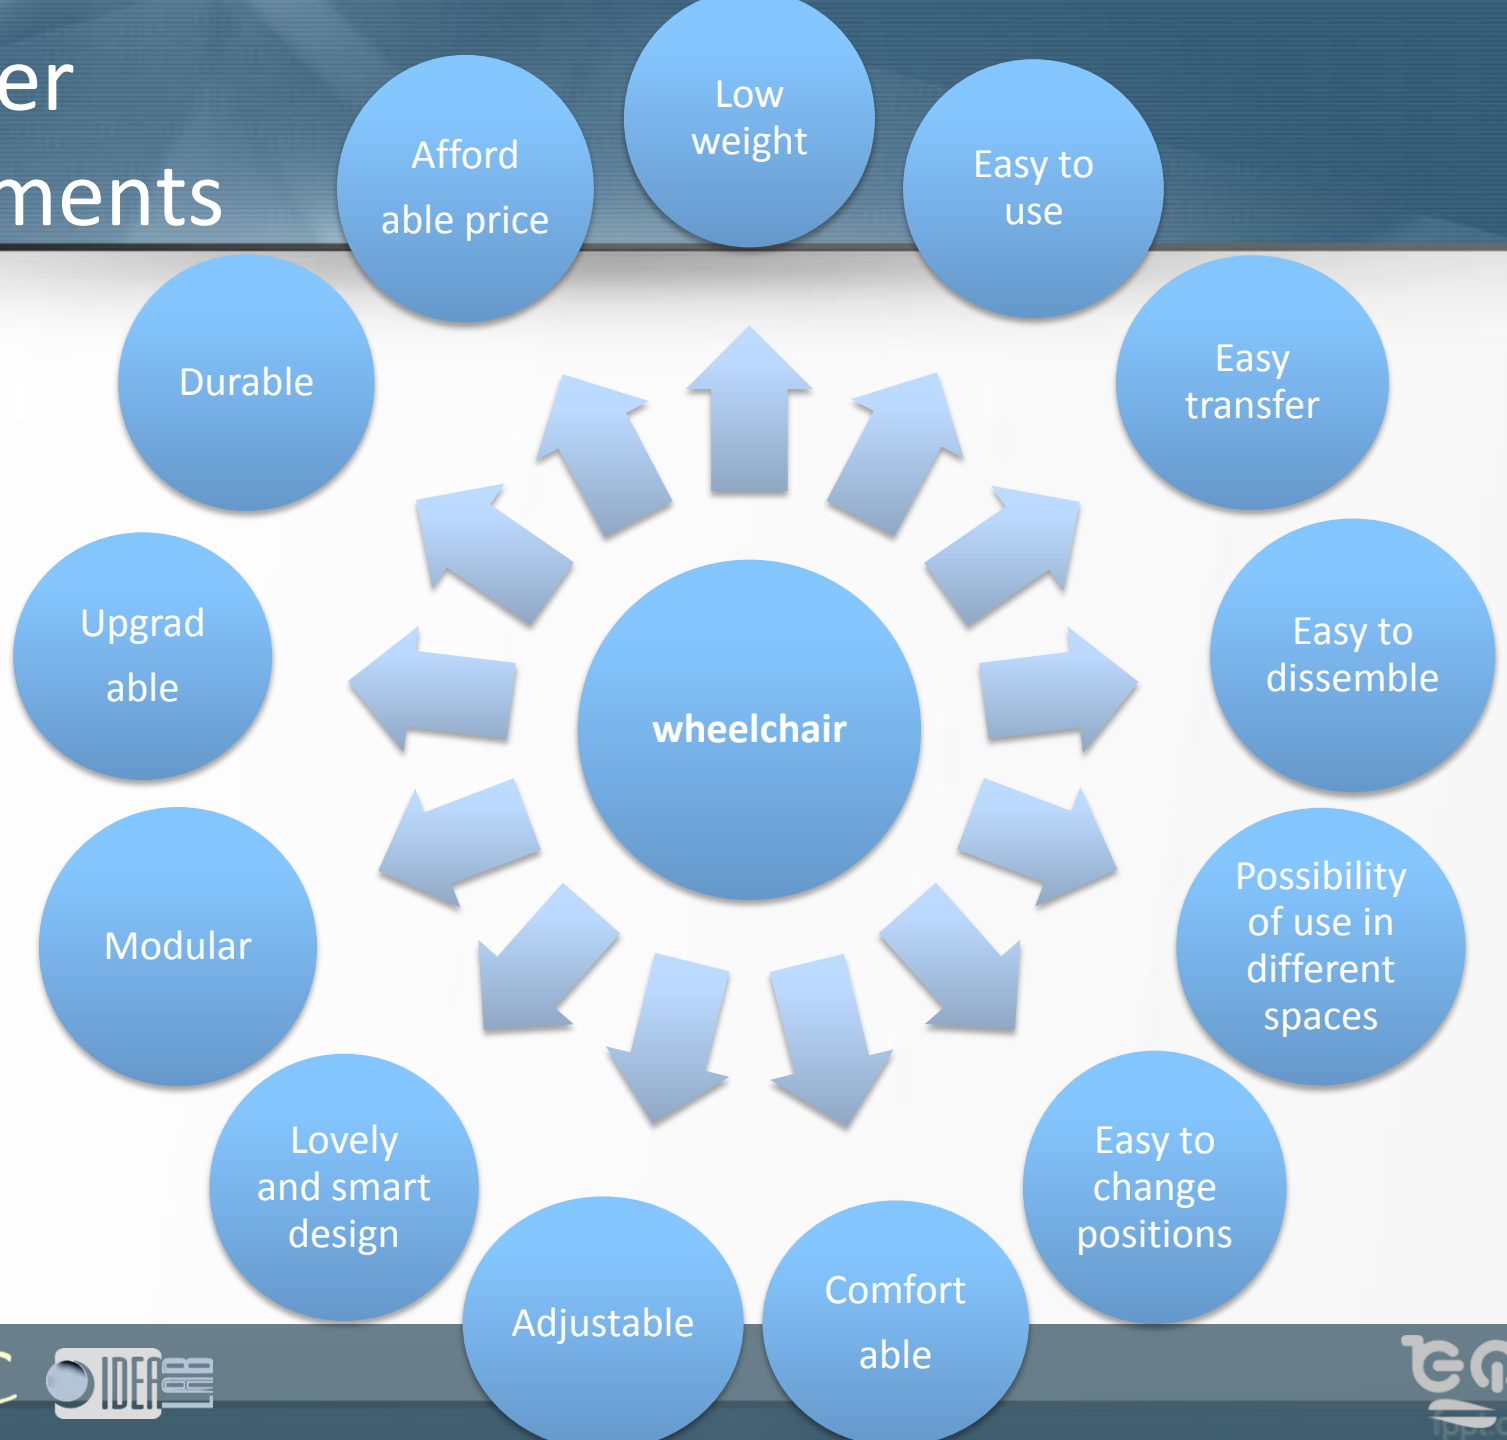 er
ments
Low
weight
Easy to
use
Easy
transfer
Easy to
dissemble
Possibility
of use in
different
spaces
Easy to
change
positions
Comfort
able
Adjustable
Lovely
and smart
design
Modular
Upgrad
able
Durable
Afford
able price
wheelchair
C
IDEA
LAB